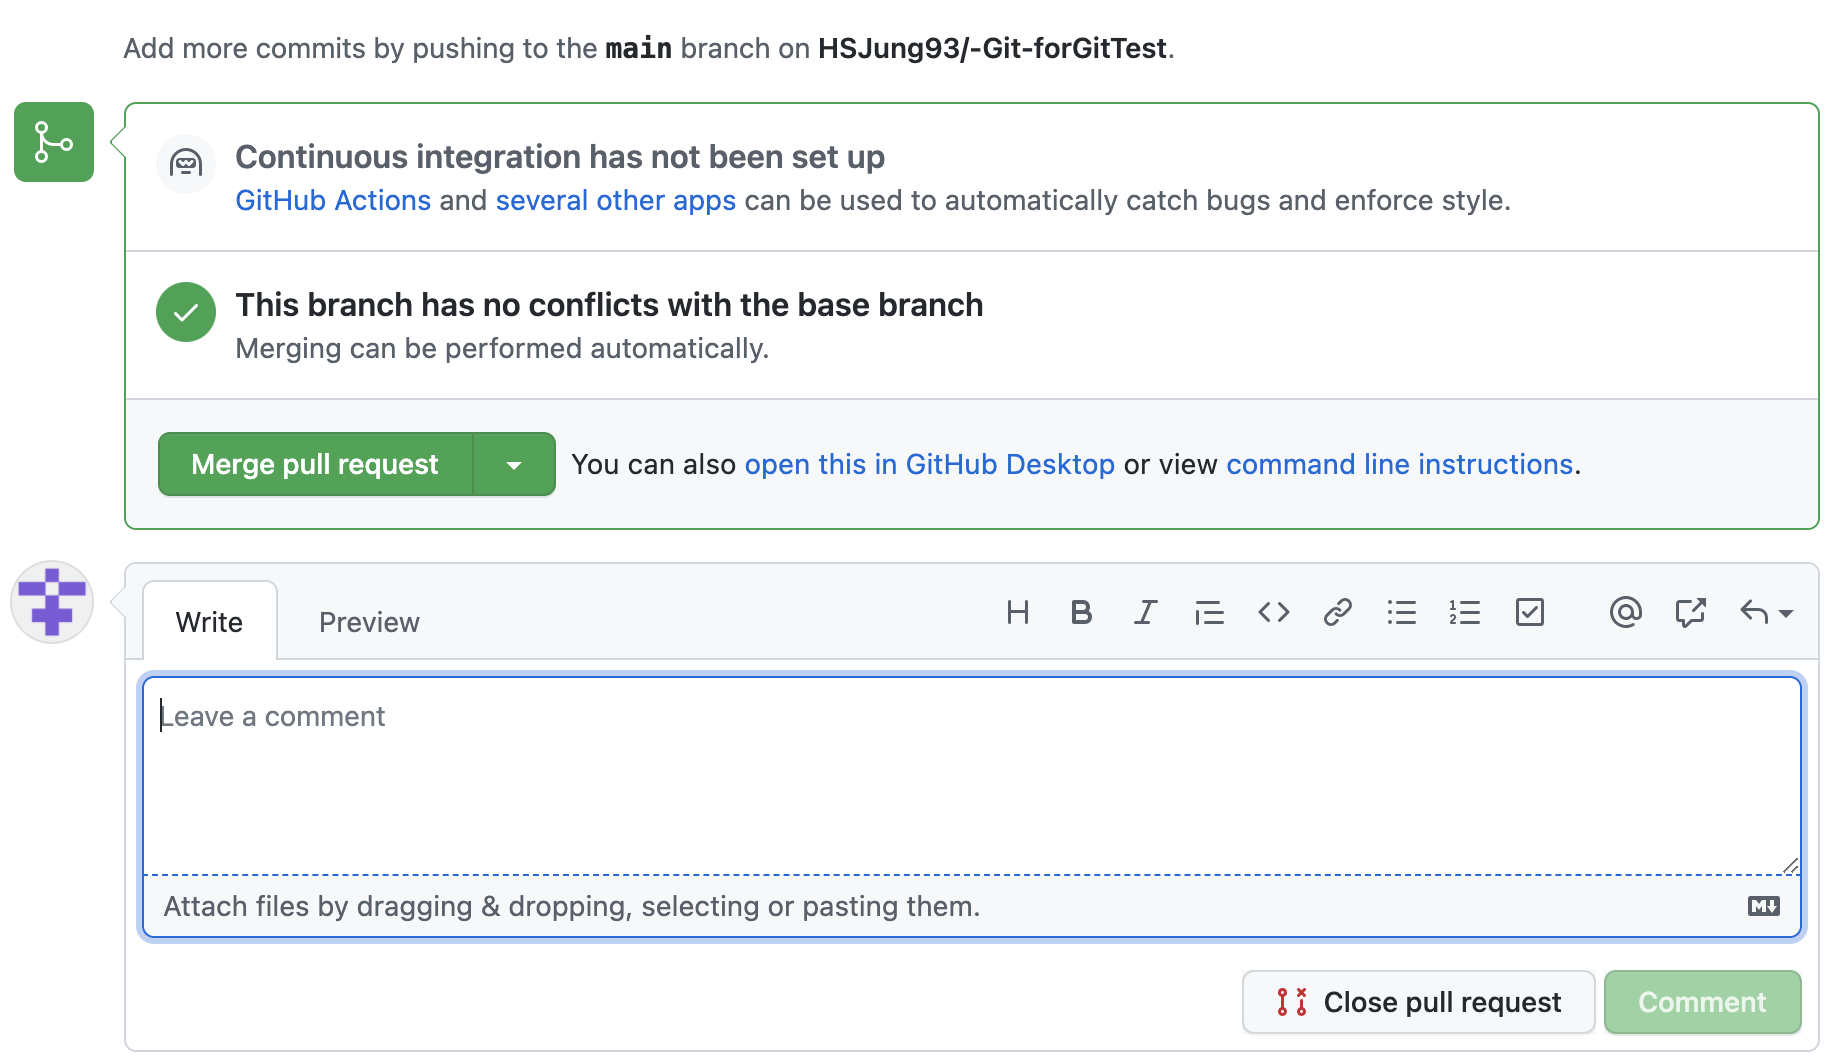 Add more commits by pushing to the main branch on HSJung93/-Git-forGitTest.
Continuous integration has not been set up
GitHub Actions and several other apps can be used to automatically catch bugs and enforce style.
This branch has no conflicts with the base branch
Merging can be performed automatically.
Merge pull request You can also open this in GitHub Desktop or view command line instructions.
Write Preview
Leave a comment
Attach files by dragging & dropping, selecting or pasting them.
Close pull request Comment